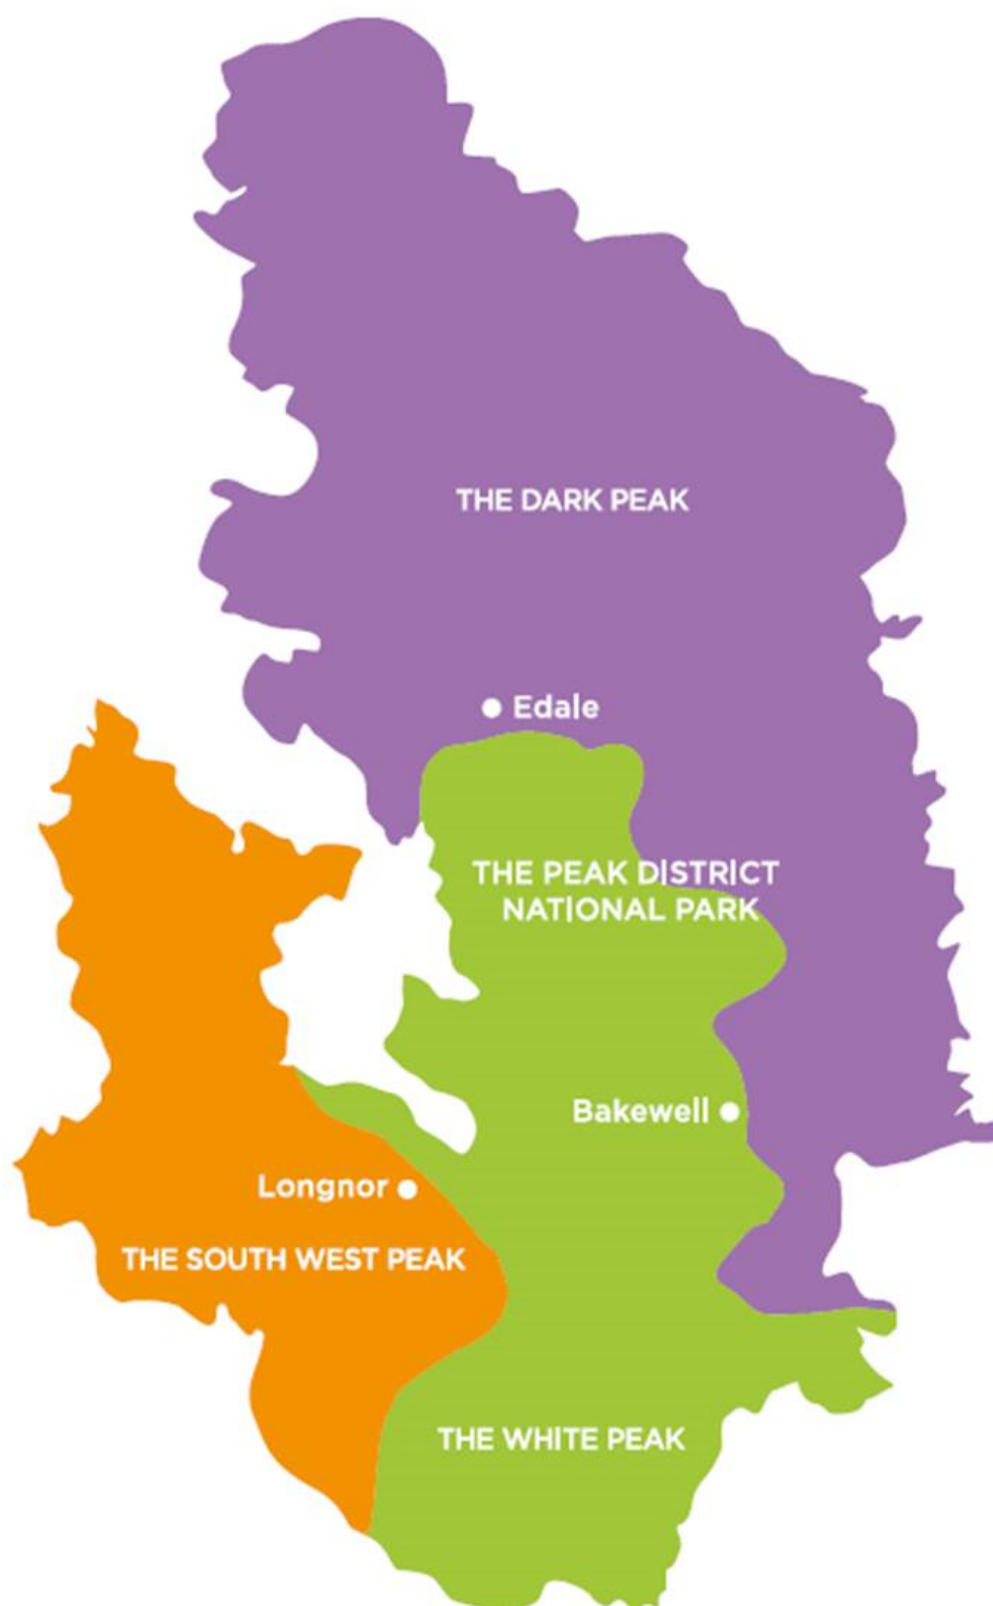 THE DARK PEAK
Edale
THE PEAK DISTRICT
NATIONAL PARK
Bakewell
Longnor
THE SOUTH WEST PEAK
THE WHITE PEAK